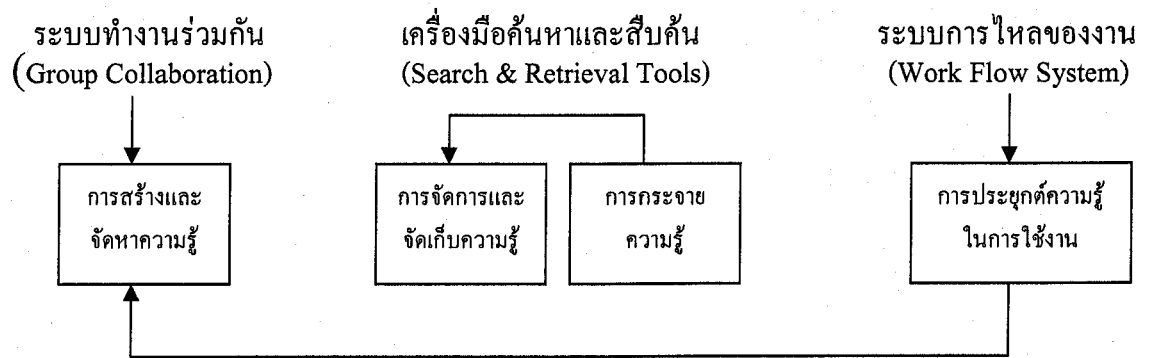 ระบบทำงานร่วมกัน
(Group Collaboration)
เครื่องมือค้นหาและสืบค้น
(Search & Retrieval Tools)
ระบบการไหลของงาน
(Work Flow System)
การสร้างและ
จัดหาความรู้
การจัดการและ
จัดเก็บความรู้
การกระจาย
ความรู้
การประยุกต์ความรู้
ในการใช้งาน